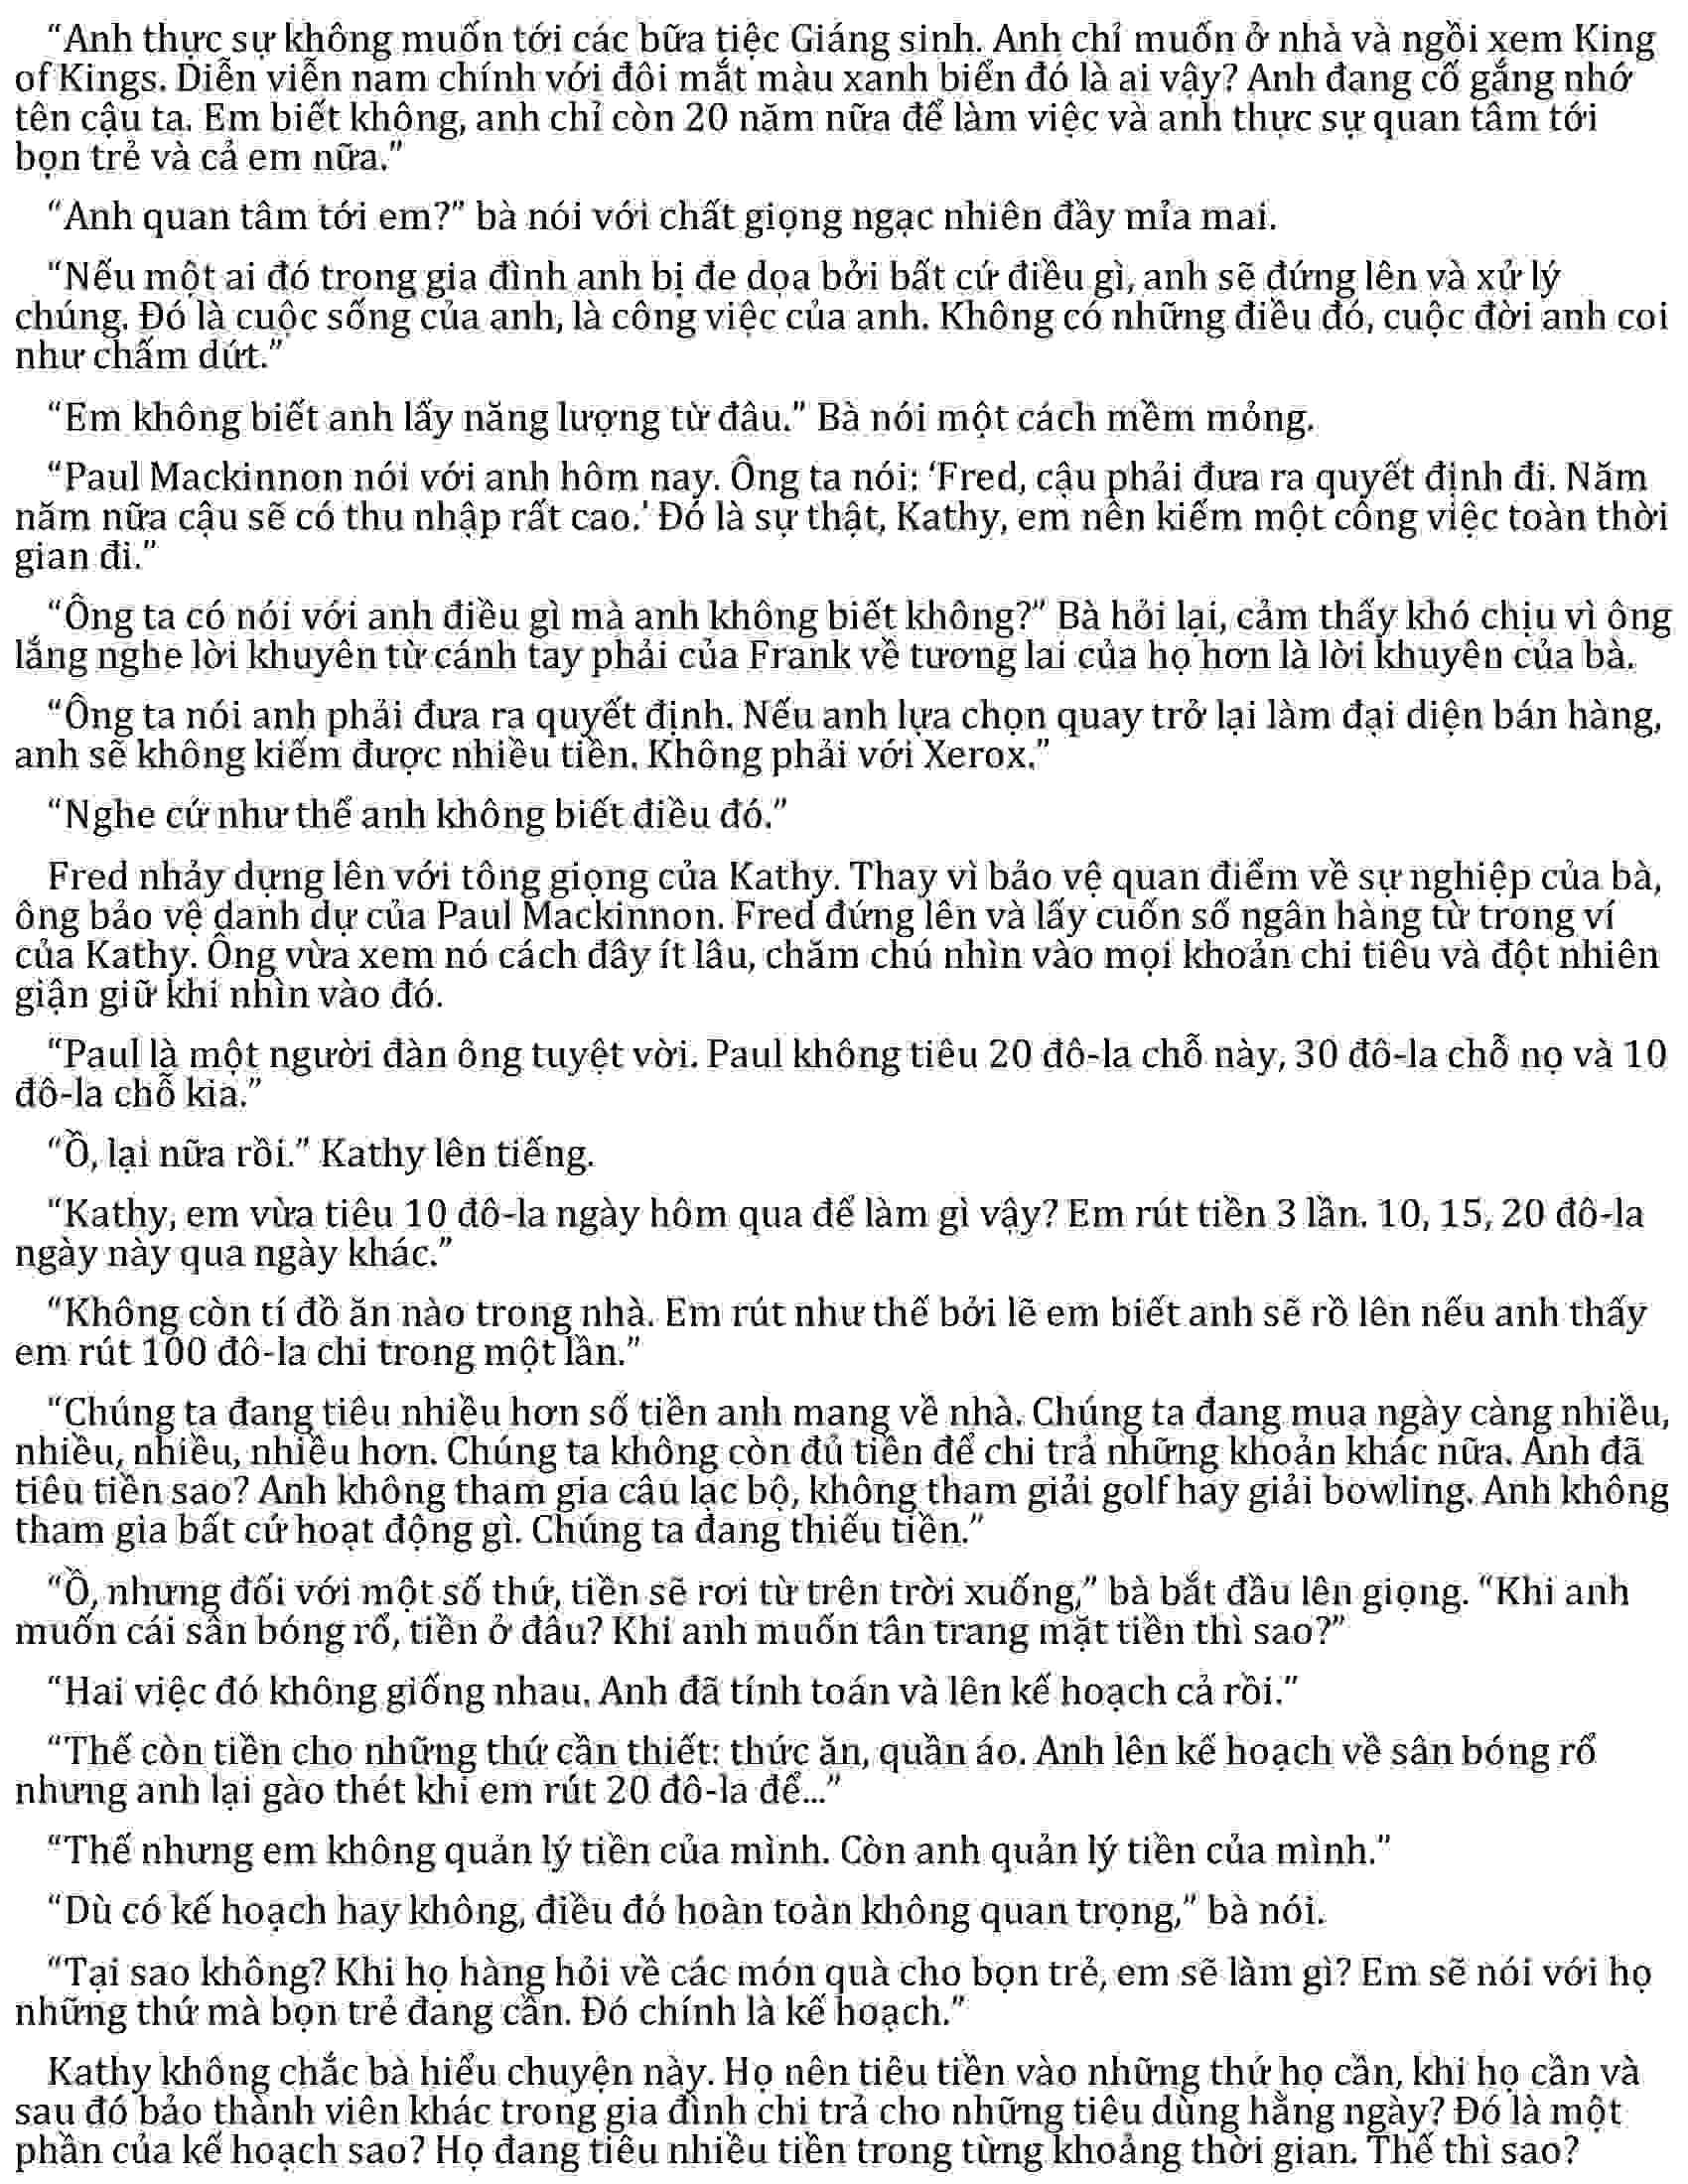 “Anh thực sự không muốn tới các bữa tiệc Giáng sinh. Anh chỉ muốn ở nhà và ngồi xem King
of Kings. Diễn viễn nam chính với đôi mắt màu xanh biển đó là ai vậy? Anh đang cố gắng nhớ
tên cậu ta. Em biết không, anh chỉ còn 20 năm nữa để làm việc và anh thực sự quan tâm tới
bọn trẻ và cả em nữa.”
“Anh quan tâm tới em?” bà nói với chất giọng ngạc nhiên đầy mỉa mai.
“Nếu một ai đó trong gia đình anh bị đe dọa bởi bất cứ điều gì, anh sẽ đứng lên và xử lý
chúng. Đó là cuộc sống của anh, là công việc của anh. Không có những điều đó, cuộc đời anh coi
như chấm dứt.”
“Em không biết anh lấy năng lượng từ đâu.” Bà nói một cách mềm mỏng.
“Paul Mackinnon nói với anh hôm nay. Ông ta nói: ‘Fred, cậu phải đưa ra quyết định đi. Năm
năm nữa cậu sẽ có thu nhập rất cao.’ Đó là sự thật, Kathy, em nên kiếm một công việc toàn thời
gian đi.”
“Ông ta có nói với anh điều gì mà anh không biết không?” Bà hỏi lại, cảm thấy khó chịu vì ông
lắng nghe lời khuyên từ cánh tay phải của Frank về tương lai của họ hơn là lời khuyên của bà.
“Ông ta nói anh phải đưa ra quyết định. Nếu anh lựa chọn quay trở lại làm đại diện bán hàng,
anh sẽ không kiếm được nhiều tiền. Không phải với Xerox.”
“Nghe cứ như thể anh không biết điều đó.”
Fred nhảy dựng lên với tông giọng của Kathy. Thay vì bảo vệ quan điểm về sự nghiệp của bà,
ông bảo vệ danh dự của Paul Mackinnon. Fred đứng lên và lấy cuốn sổ ngân hàng từ trong ví
của Kathy. Ông vừa xem nó cách đây ít lâu, chăm chú nhìn vào mọi khoản chi tiêu và đột nhiên
giận giữ khi nhìn vào đó.
“Paul là một người đàn ông tuyệt vời. Paul không tiêu 20 đô-la chỗ này, 30 đô-la chỗ nọ và 10
đô-la chỗ kia.”
“Ồ, lại nữa rồi.” Kathy lên tiếng.
“Kathy, em vừa tiêu 10 đô-la ngày hôm qua để làm gì vậy? Em rút tiền 3 lần. 10, 15, 20 đô-la
ngày này qua ngày khác.”
“Không còn tí đồ ăn nào trong nhà. Em rút như thế bởi lẽ em biết anh sẽ rồ lên nếu anh thấy
em rút 100 đô-la chi trong một lần.”
“Chúng ta đang tiêu nhiều hơn số tiền anh mang về nhà. Chúng ta đang mua ngày càng nhiều,
nhiều, nhiều, nhiều hơn. Chúng ta không còn đủ tiền để chi trả những khoản khác nữa. Anh đã
tiêu tiền sao? Anh không tham gia câu lạc bộ, không tham giải golf hay giải bowling. Anh không
tham gia bất cứ hoạt động gì. Chúng ta đang thiếu tiền.”
“Ồ, nhưng đối với một số thứ, tiền sẽ rơi từ trên trời xuống,” bà bắt đầu lên giọng. “Khi anh
muốn cái sân bóng rổ, tiền ở đâu? Khi anh muốn tân trang mặt tiền thì sao?”
“Hai việc đó không giống nhau. Anh đã tính toán và lên kế hoạch cả rồi.”
“Thế còn tiền cho những thứ cần thiết: thức ăn, quần áo. Anh lên kế hoạch về sân bóng rổ
nhưng anh lại gào thét khi em rút 20 đô-la để...”
“Thế nhưng em không quản lý tiền của mình. Còn anh quản lý tiền của mình.”
“Dù có kế hoạch hay không, điều đó hoàn toàn không quan trọng,” bà nói.
“Tại sao không? Khi họ hàng hỏi về các món quà cho bọn trẻ, em sẽ làm gì? Em sẽ nói với họ
những thứ mà bọn trẻ đang cần. Đó chính là kế hoạch.”
Kathy không chắc bà hiểu chuyện này. Họ nên tiêu tiền vào những thứ họ cần, khi họ cần và
sau đó bảo thành viên khác trong gia đình chi trả cho những tiêu dùng hằng ngày? Đó là một
phần của kế hoạch sao? Họ đang tiêu nhiều tiền trong từng khoảng thời gian. Thế thì sao?